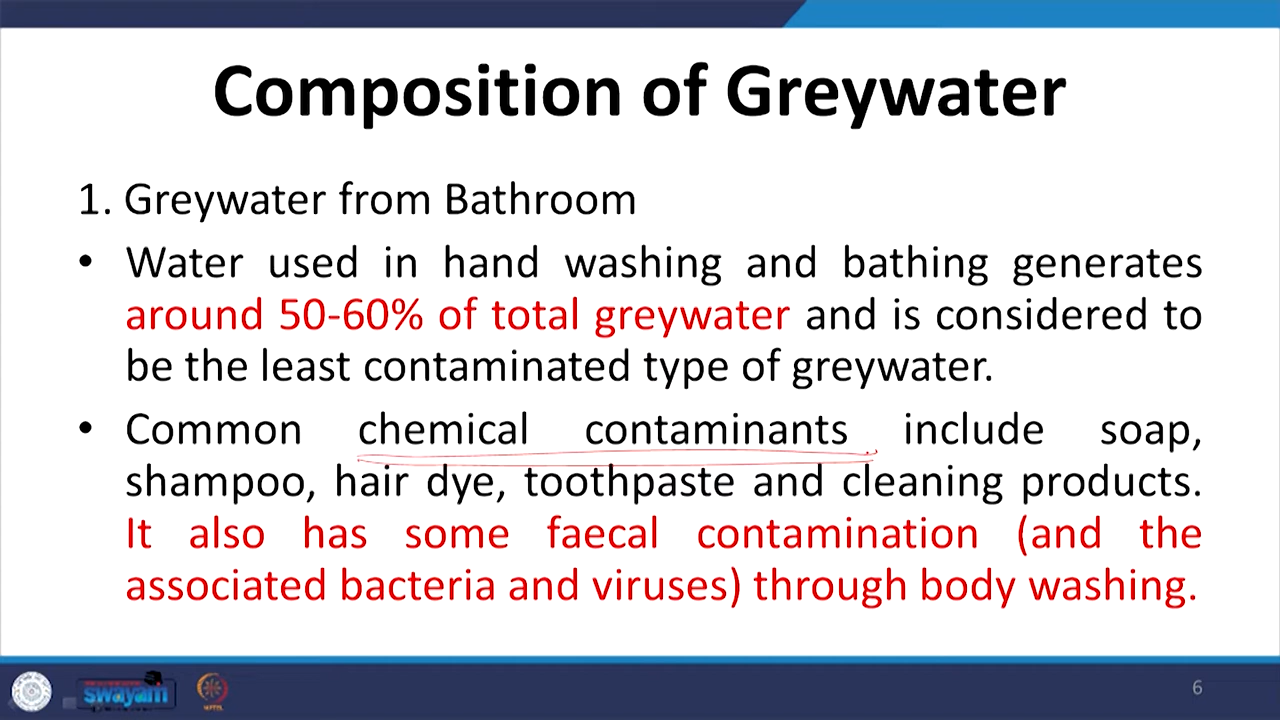 Composition of Greywater
1. Greywater from Bathroom
• Water used in hand washing and bathing generates
around 50-60% of total greywater and is considered to
be the least contaminated type of greywater.
• Common chemical contaminants include soap,
shampoo, hair dye, toothpaste and cleaning products.
It also has some faecal contamination (and the
associated bacteria and viruses) through body washing.
swayam
6